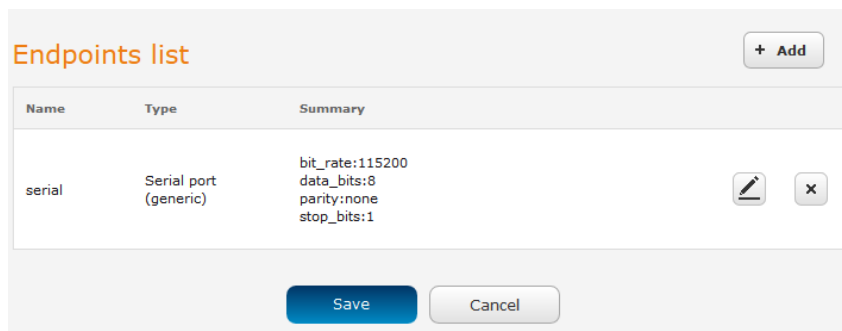 Endpoints list
+ Add
Name Type Summary
serial
Serial port
(generic)
bit_rate:115200
data_bits:8
parity:none
stop_bits:1
Save Cancel